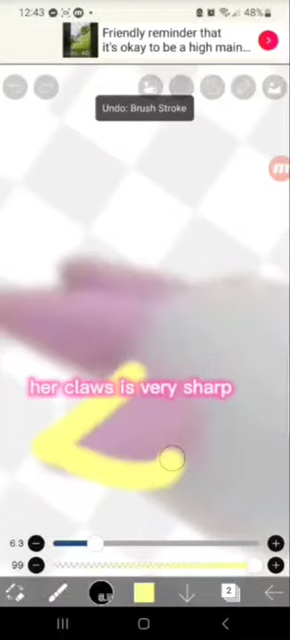 12:43
48%
Friendly reminder that
it's okay to be a high main...
Undo: Brush Stroke
her claws is very sharp
6.3
99
2